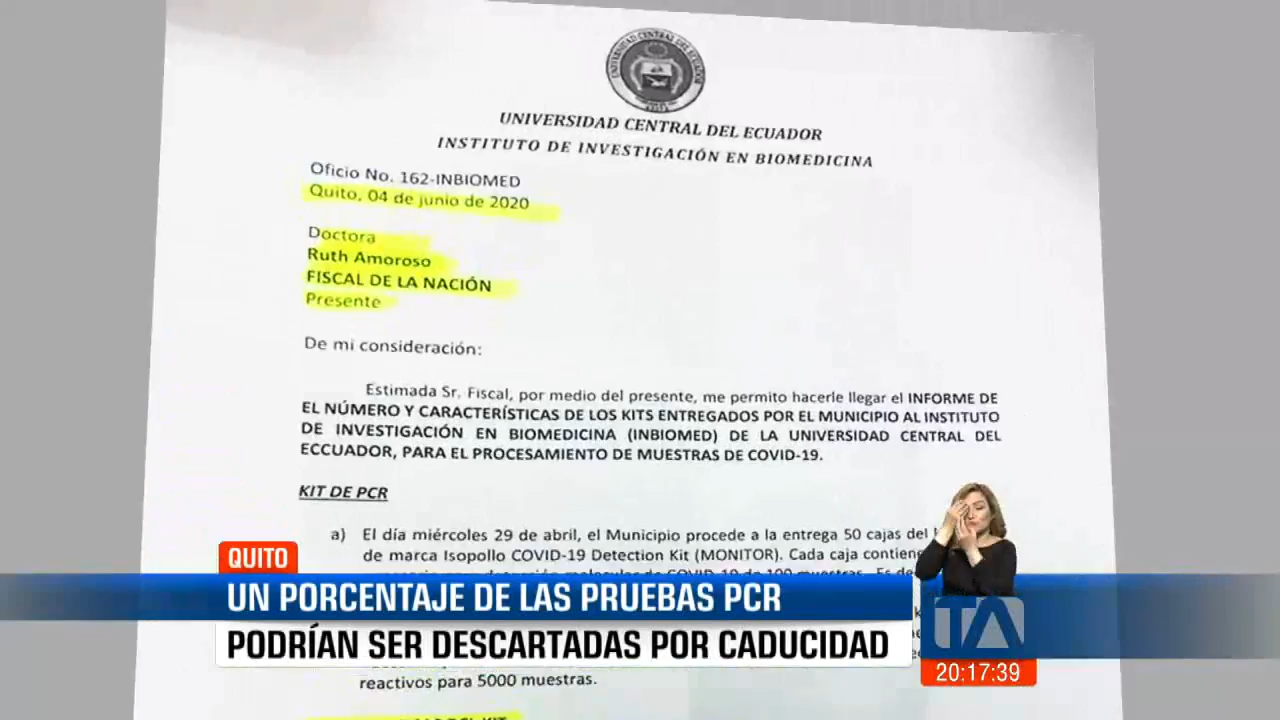 UNIVERSIDAD CENTRAL DEL ECUADOR
UNIVERSIDAD CENTRAL DEL ECUADOR
INSTITUTO DE INVESTIGACIÓN EN BIOMEDICINA
Oficio No. 162-INBIOMED
Quito, 04 de junio de 2020
Doctora
Ruth Amoroso
FISCAL DE LA NACIÓN
Presente
De mi consideración:
Estimada Sr. Fiscal, por medio del presente, me permito hacerle llegar el INFORME DE
EL NÚMERO Y CARACTERÍSTICAS DE LOS KITS ENTREGADOS POR EL MUNICIPIO AL INSTITUTO
DE INVESTIGACIÓN EN BIOMEDICINA (INBIOMED) DE LA UNIVERSIDAD CENTRAL DEL
ECCUADOR, PARA EL PROCESAMIENTO DE MUESTRAS DE COVID-19.
KIT DE PCR
a) El día miércoles 29 de abril, el Municipio procede a la entrega 50 cajas del
de marca Isopollo COVID-19 Detection Kit (MONITOR). Cada caja contiene
QUITO
UN PORCENTAJE DE LAS PRUEBAS PCR
PODRÍAN SER DESCARTADAS POR CADUCIDAD
TA
20:17:39
reactivos para 5000 muestras.